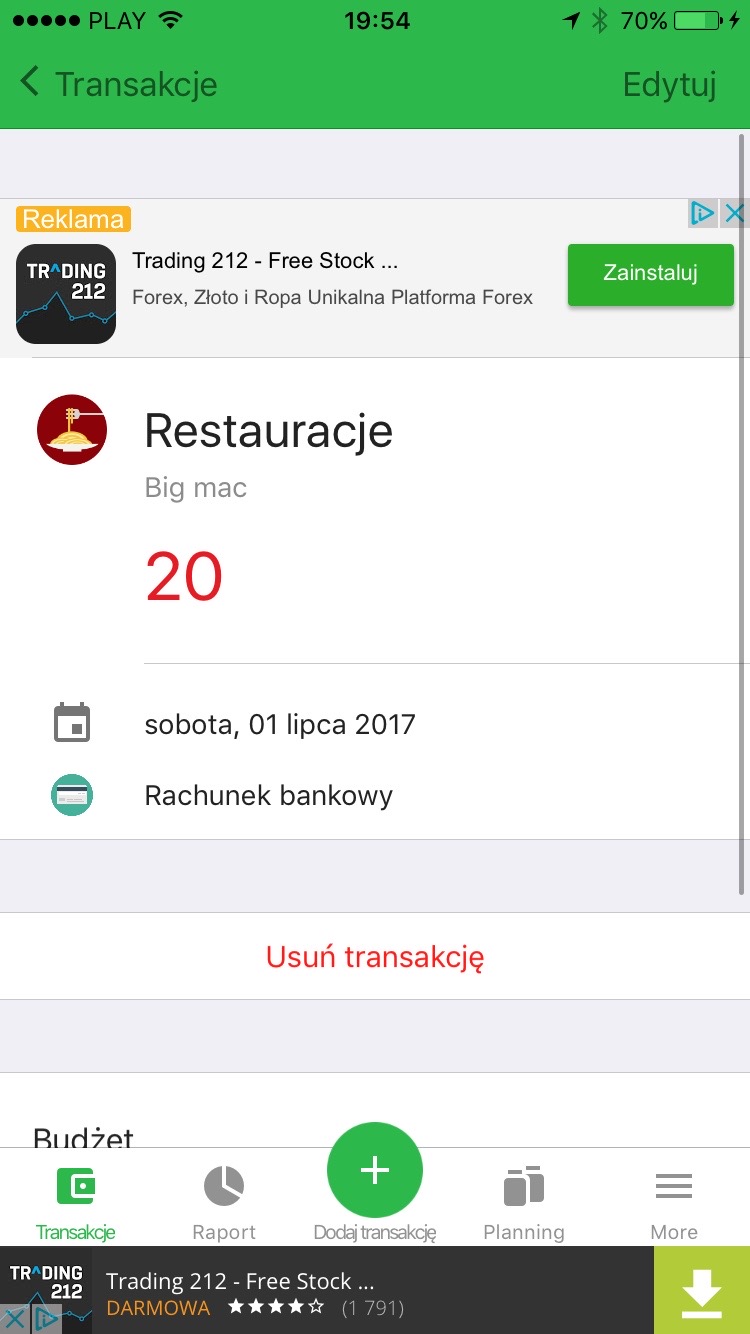 PLAY 19:54 70%
Transakcje Edytuj
Reklama
TRADING 212
Trading 212 - Free Stock ...
Forex, Złoto i Ropa Unikalna Platforma Forex
Zainstaluj
Restauracje
Big mac
20
sobota, 01 lipca 2017
Rachunek bankowy
Usuń transakcję
Budżet
Transakcje Raport Dodaj transakcję Planning More
TRADING 212
Trading 212 - Free Stock ...
DARMOWA (1 791)